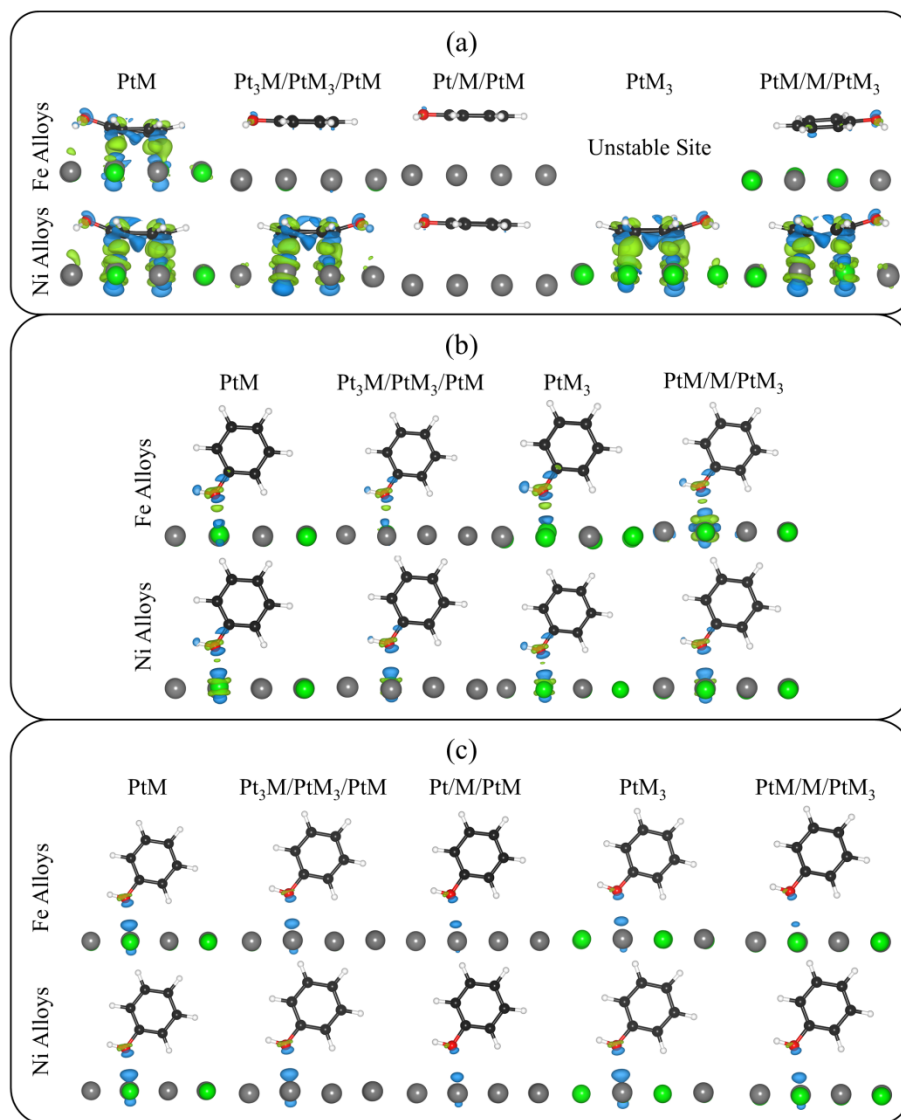 (a)
PtM Pt₃M/PtM₃/PtM Pt/M/PtM PtM₃ PtM/M/PtM₃
Fe Alloys
Unstable Site
Ni Alloys
(b)
PtM Pt₃M/PtM₃/PtM PtM₃ PtM/M/PtM₃
Fe Alloys
Ni Alloys
(c)
PtM Pt₃M/PtM₃/PtM Pt/M/PtM PtM₃ PtM/M/PtM₃
Fe Alloys
Ni Alloys